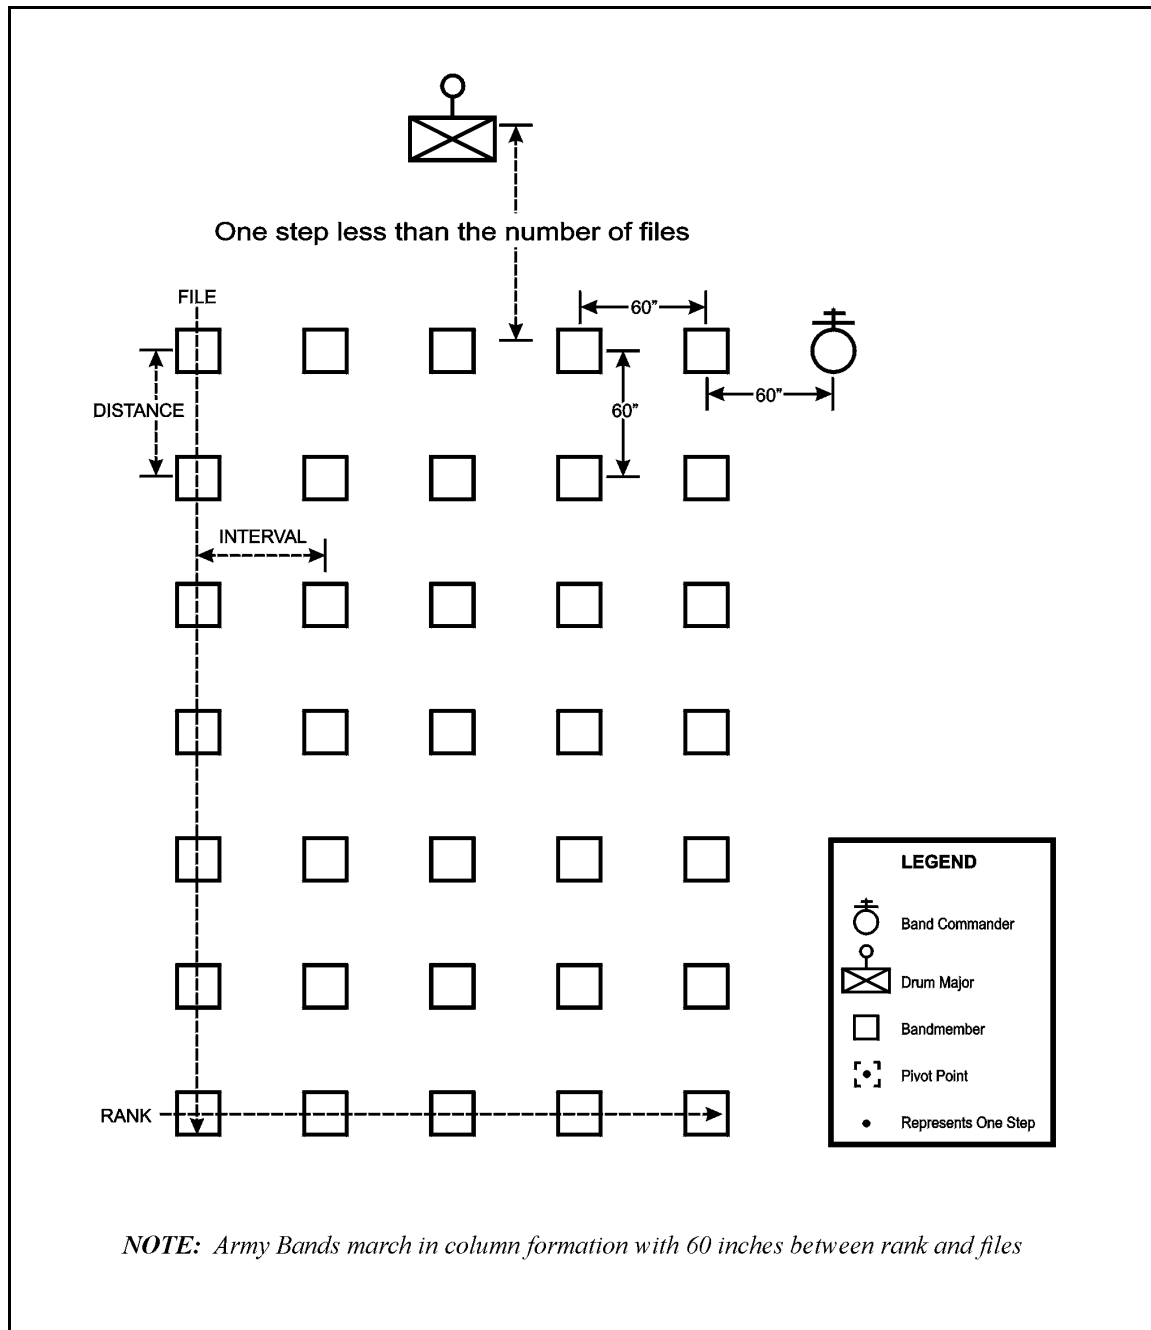 One step less than the number of files
FILE
60”
60”
60”
DISTANCE
INTERVAL
RANK
LEGEND
Band Commander
Drum Major
Bandmember
Pivot Point
Represents One Step
NOTE: Army Bands march in column formation with 60 inches between rank and files